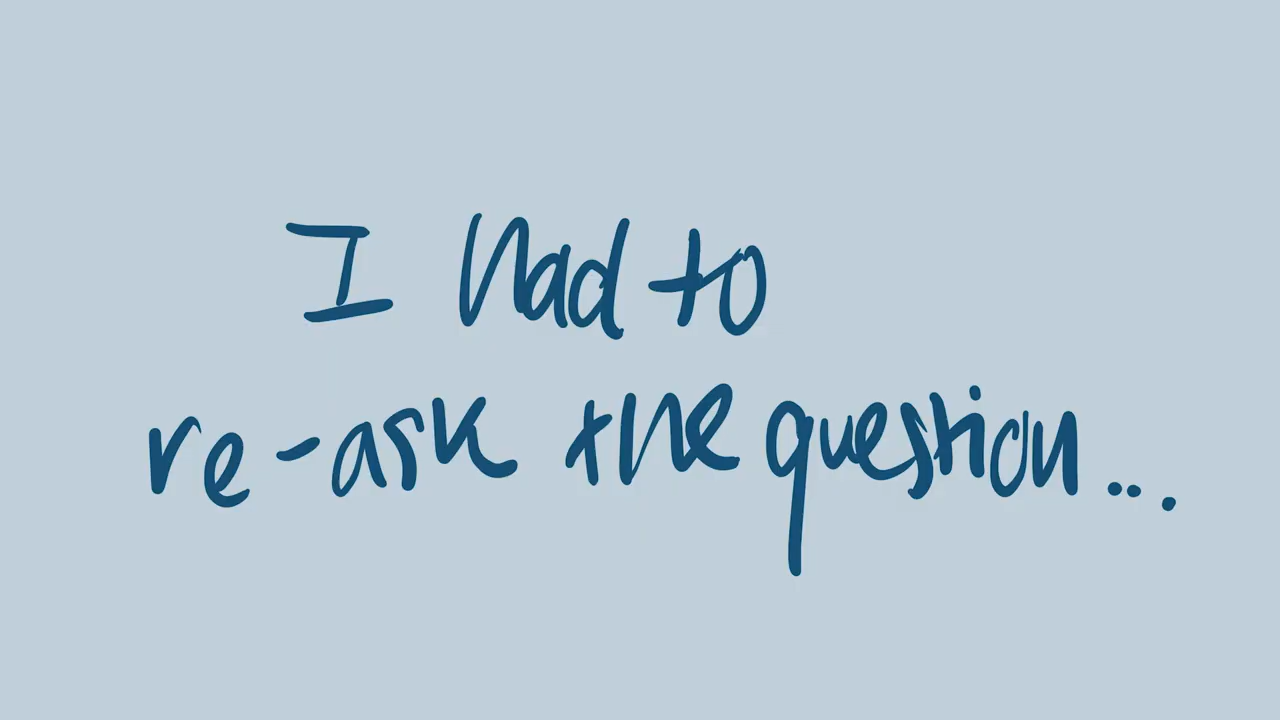 I had to
re-ask the question...